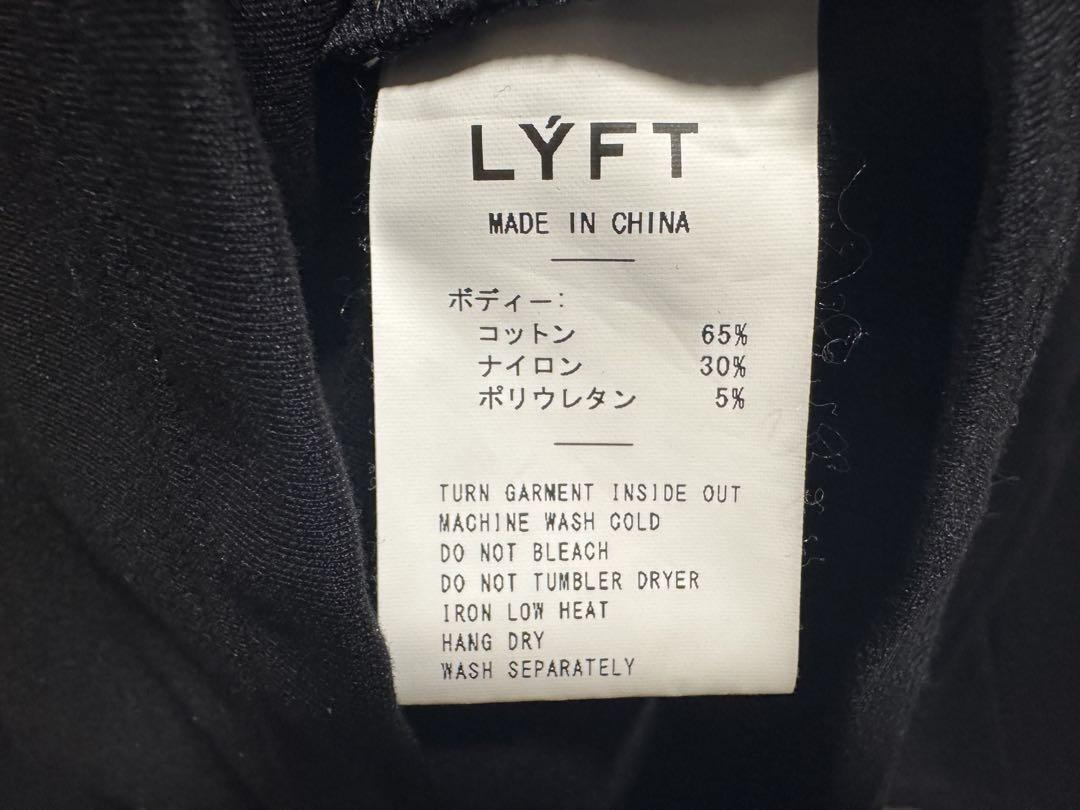 LÝFT
MADE IN CHINA
ボディー:
コットン 65%
ナイロン 30%
ポリウレタン 5%
TURN GARMENT INSIDE OUT
MACHINE WASH COLD
DO NOT BLEACH
DO NOT TUMBLER DRYER
IRON LOW HEAT
HANG DRY
WASH SEPARATELY